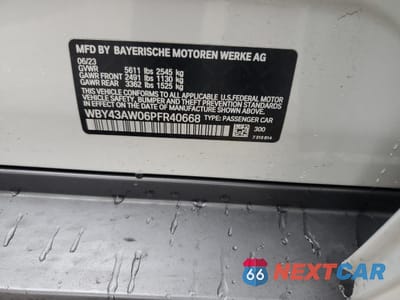 MFD BY BAYERISCHE MOTOREN WERKE AG
06/23
GVWR 5611 lbs 2545 kg
GAWR FRONT 2491 lbs 1130 kg
GAWR REAR 3362 lbs 1525 kg
THIS VEHICLE CONFORMS TO ALL APPLICABLE U.S.FEDERAL MOTOR
VEHICLE SAFETY, BUMPER, AND THEFT PREVENTION STANDARDS
IN EFFECT ON THE DATE OF MANUFACTURE SHOWN ABOVE.
WBY43AW06PFR40668 TYPE: PASSENGER CAR
300
66 NEXTCAR